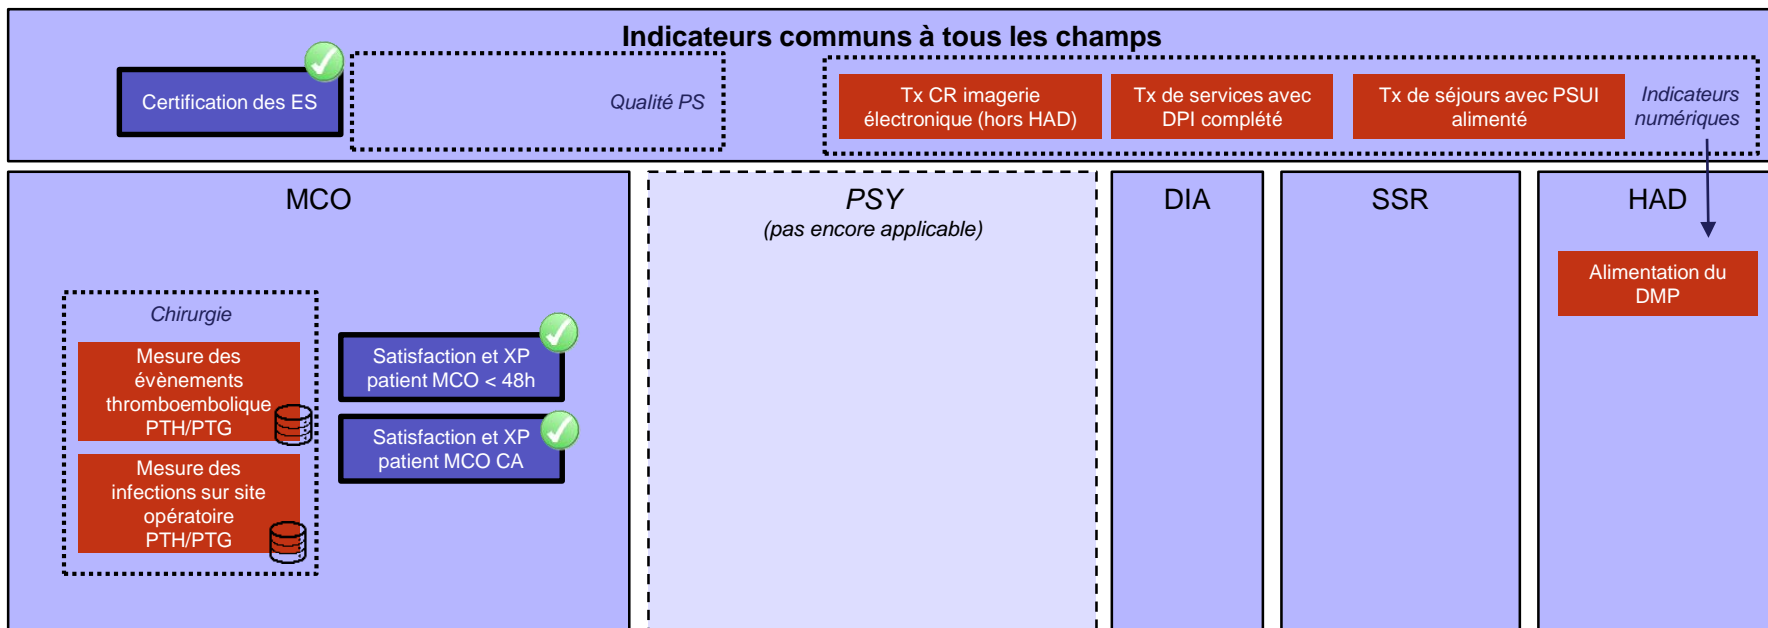 Indicateurs communs à tous les champs
Certification des ES
Qualité PS
Tx CR imagerie
électronique (hors HAD)
Tx de services avec
DPI complété
Tx de séjours avec PSUI
alimenté
Indicateurs
numériques
MCO
Chirurgie
Mesure des
évènements
thromboembolique
PTH/PTG
Mesure des
infections sur site
opératoire
PTH/PTG
Satisfaction et XP
patient MCO < 48h
Satisfaction et XP
patient MCO CA
PSY
(pas encore applicable)
DIA
SSR
HAD
Alimentation du
DMP